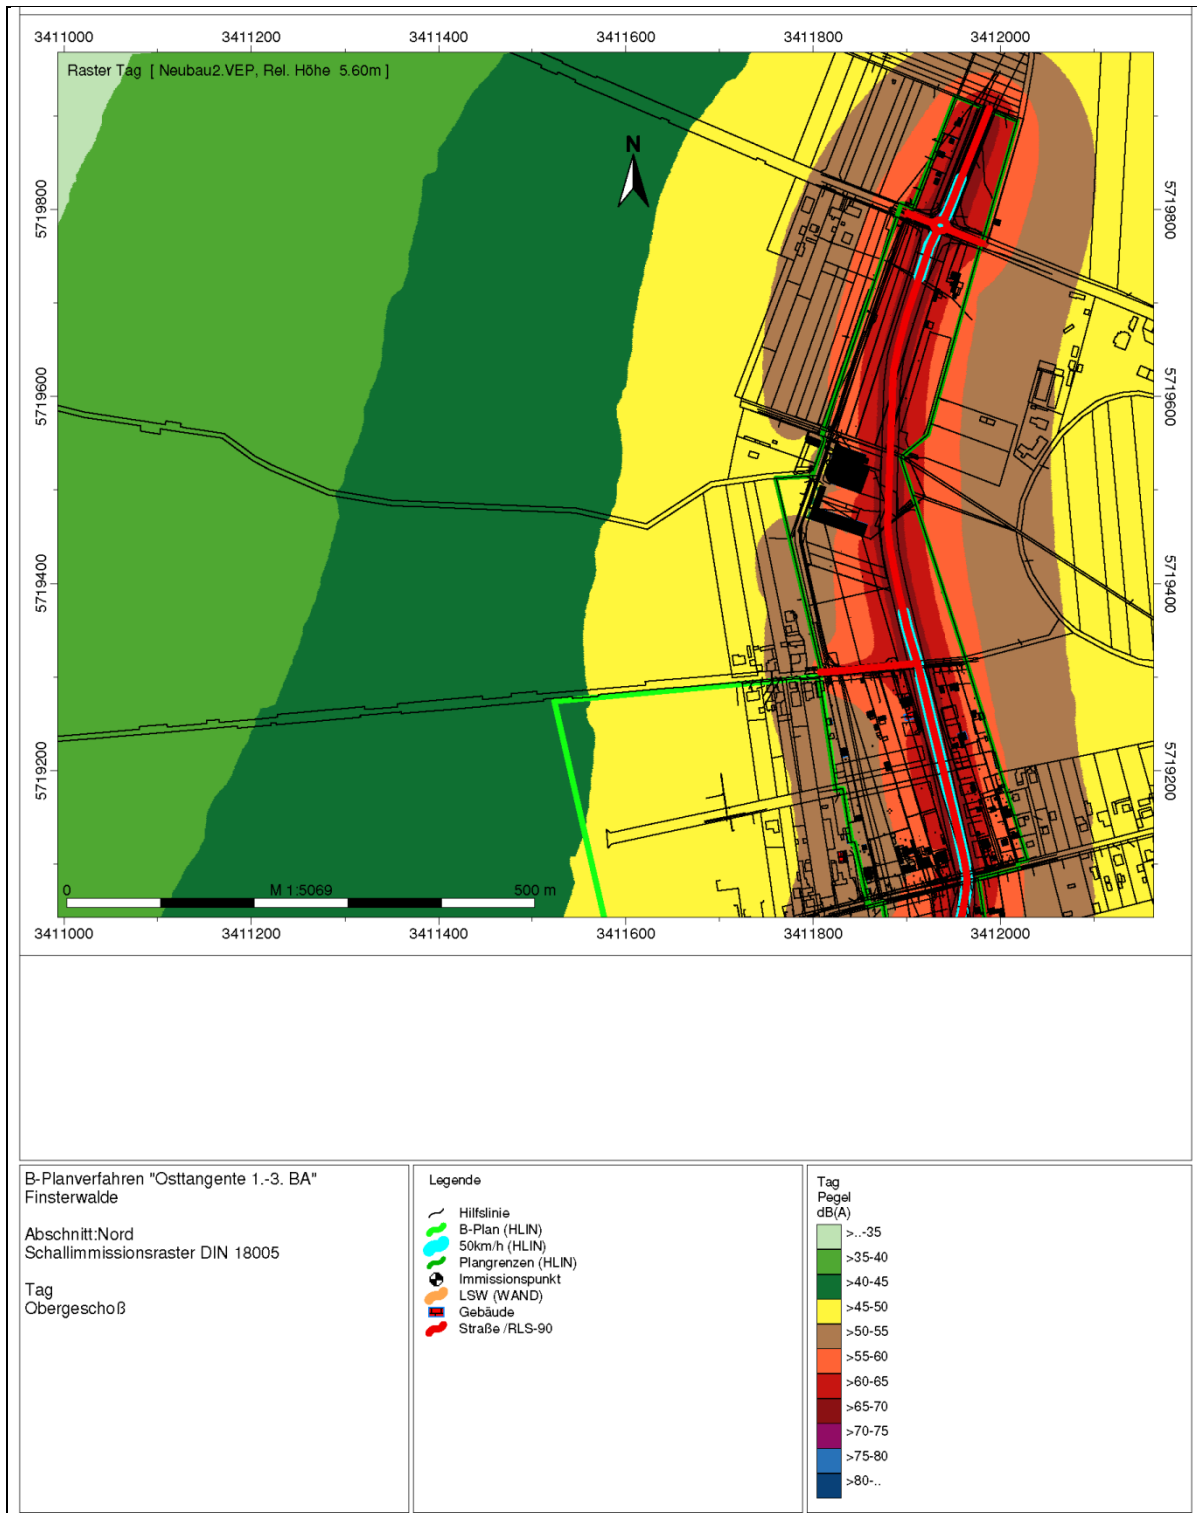 3411000 3411200 3411400 3411600 3411800 3412000
Raster Tag [ Neubau2.VEP, Rel. Höhe 5.60m ]
N
5719800 5719800
5719600 5719600
5719400 5719400
5719200 5719200
0 M 1:5069 500 m
3411000 3411200 3411400 3411600 3411800 3412000
B-Planverfahren "Osttangente 1.-3. BA"
Finsterwalde
Abschnitt:Nord
Schallimmissionsraster DIN 18005
Tag
Obergeschoß
Legende
Hilfslinie
B-Plan (HLIN)
50km/h (HLIN)
Plangrenzen (HLIN)
Immissionspunkt
LSW (WAND)
Gebäude
Straße /RLS-90
Tag
Pegel
dB(A)
>..-35
>35-40
>40-45
>45-50
>50-55
>55-60
>60-65
>65-70
>70-75
>75-80
>80-..